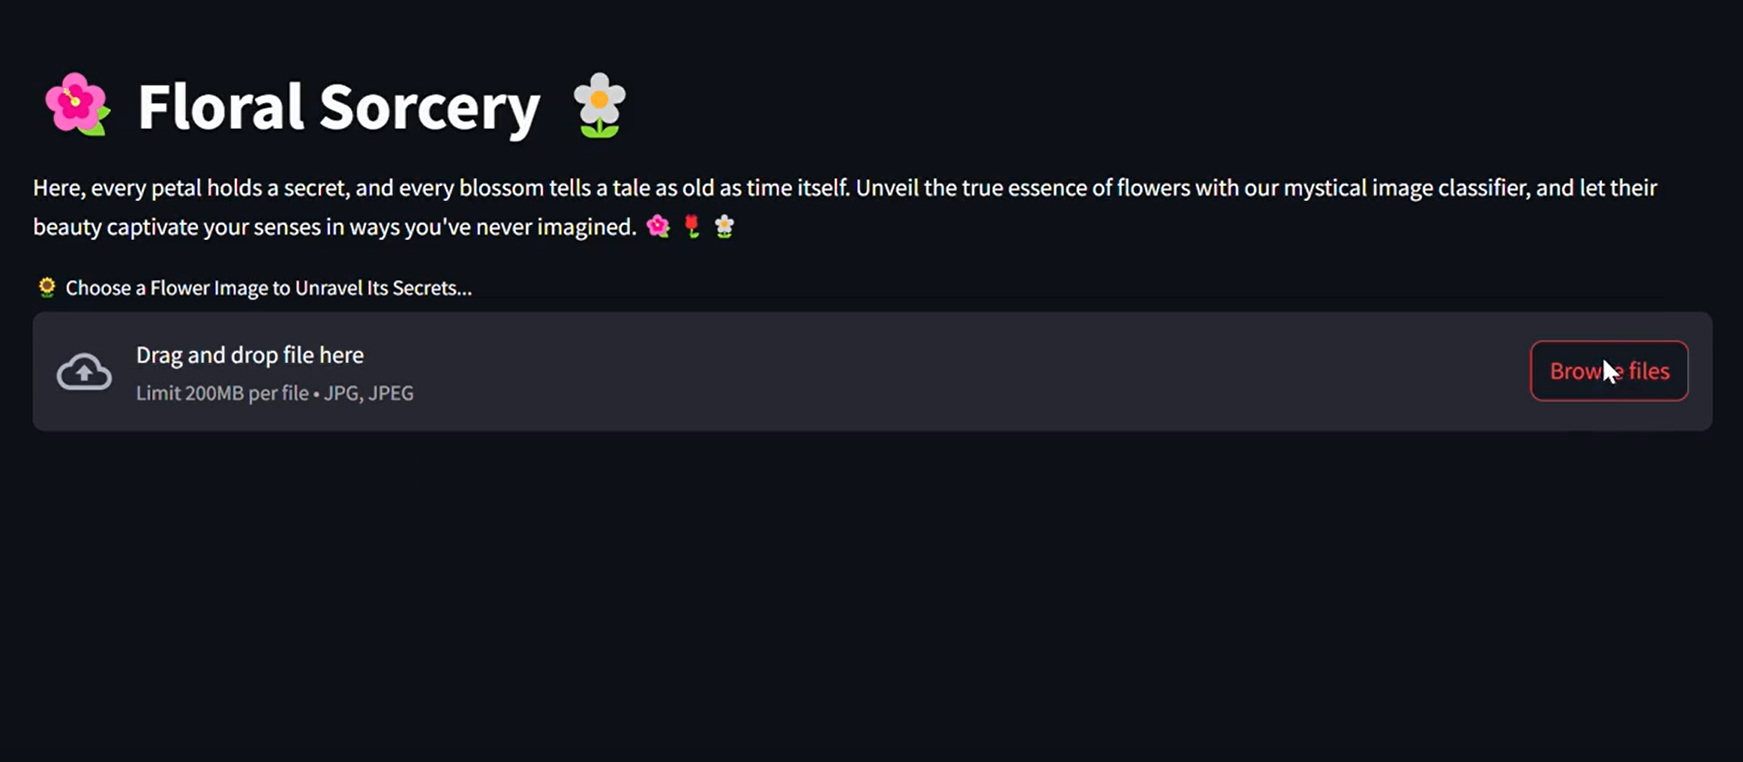 Floral Sorcery
Here, every petal holds a secret, and every blossom tells a tale as old as time itself. Unveil the true essence of flowers with our mystical image classifier, and let their
beauty captivate your senses in ways you've never imagined.
Choose a Flower Image to Unravel Its Secrets...
Drag and drop file here
Limit 200MB per file • JPG, JPEG
Browse files